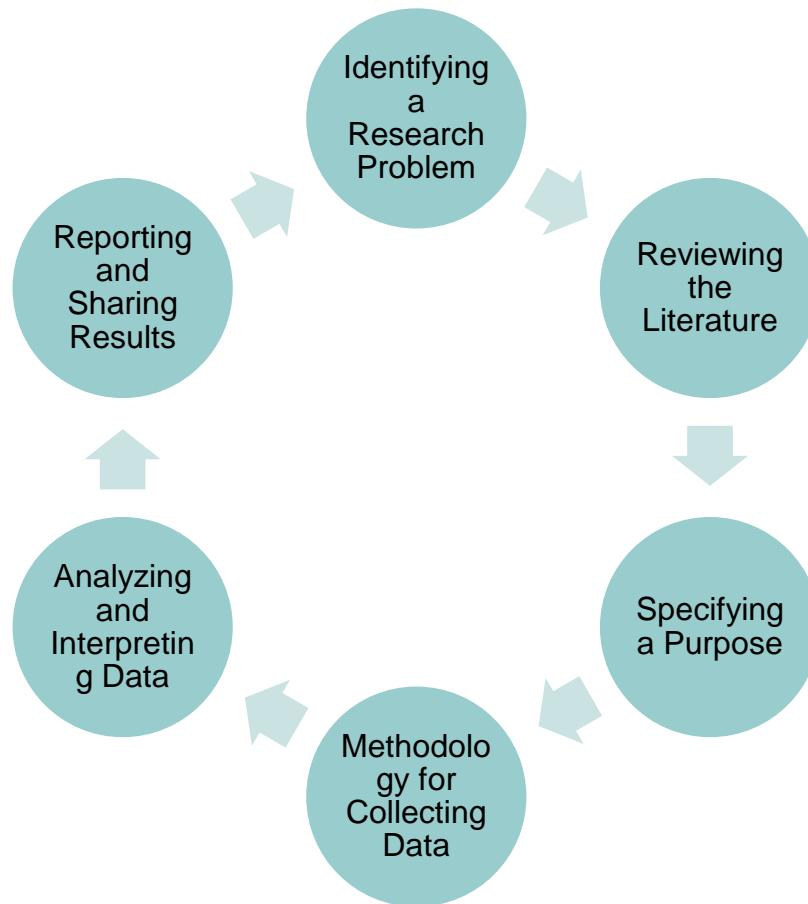 Identifying
a
Research
Problem
Reviewing
the
Literature
Specifying
a Purpose
Methodolo
gy for
Collecting
Data
Analyzing
and
Interpretin
g Data
Reporting
and
Sharing
Results